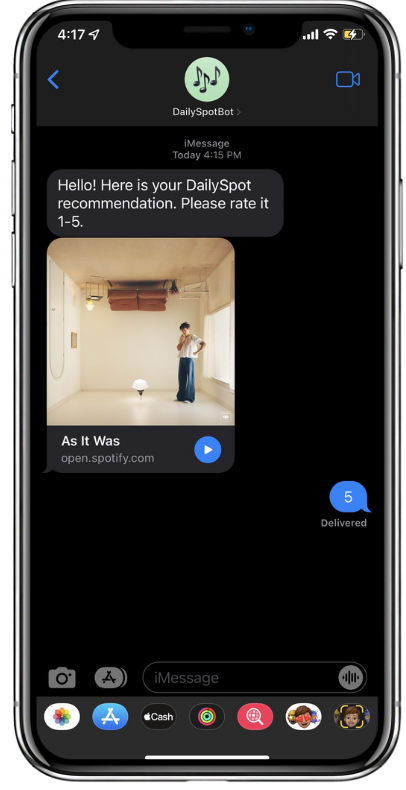 4:17
DailySpotBot
iMessage
Today 4:15 PM
Hello! Here is your DailySpot
recommendation. Please rate it
1-5.
As It Was
open.spotify.com
5
Delivered
iMessage
Cash